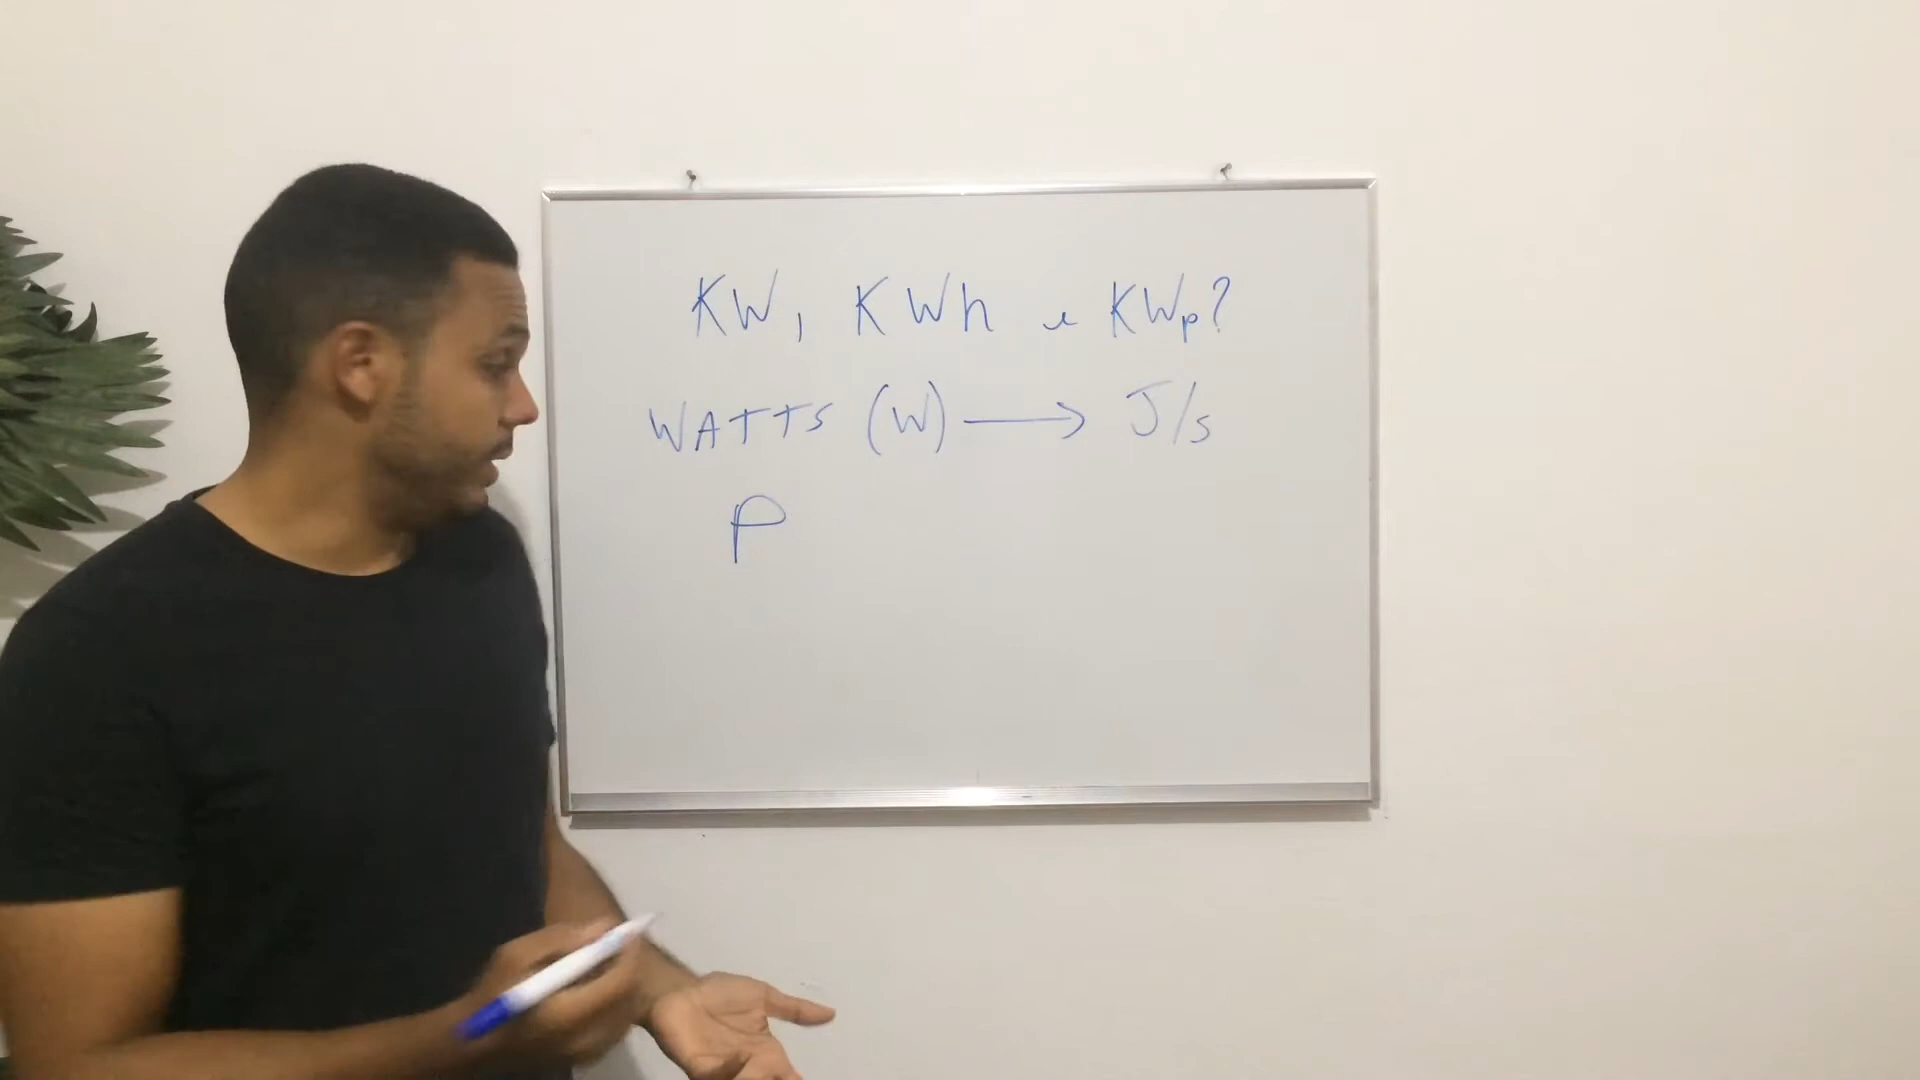 KW, KWh e KWp?
WATTS (W) → J/s
P